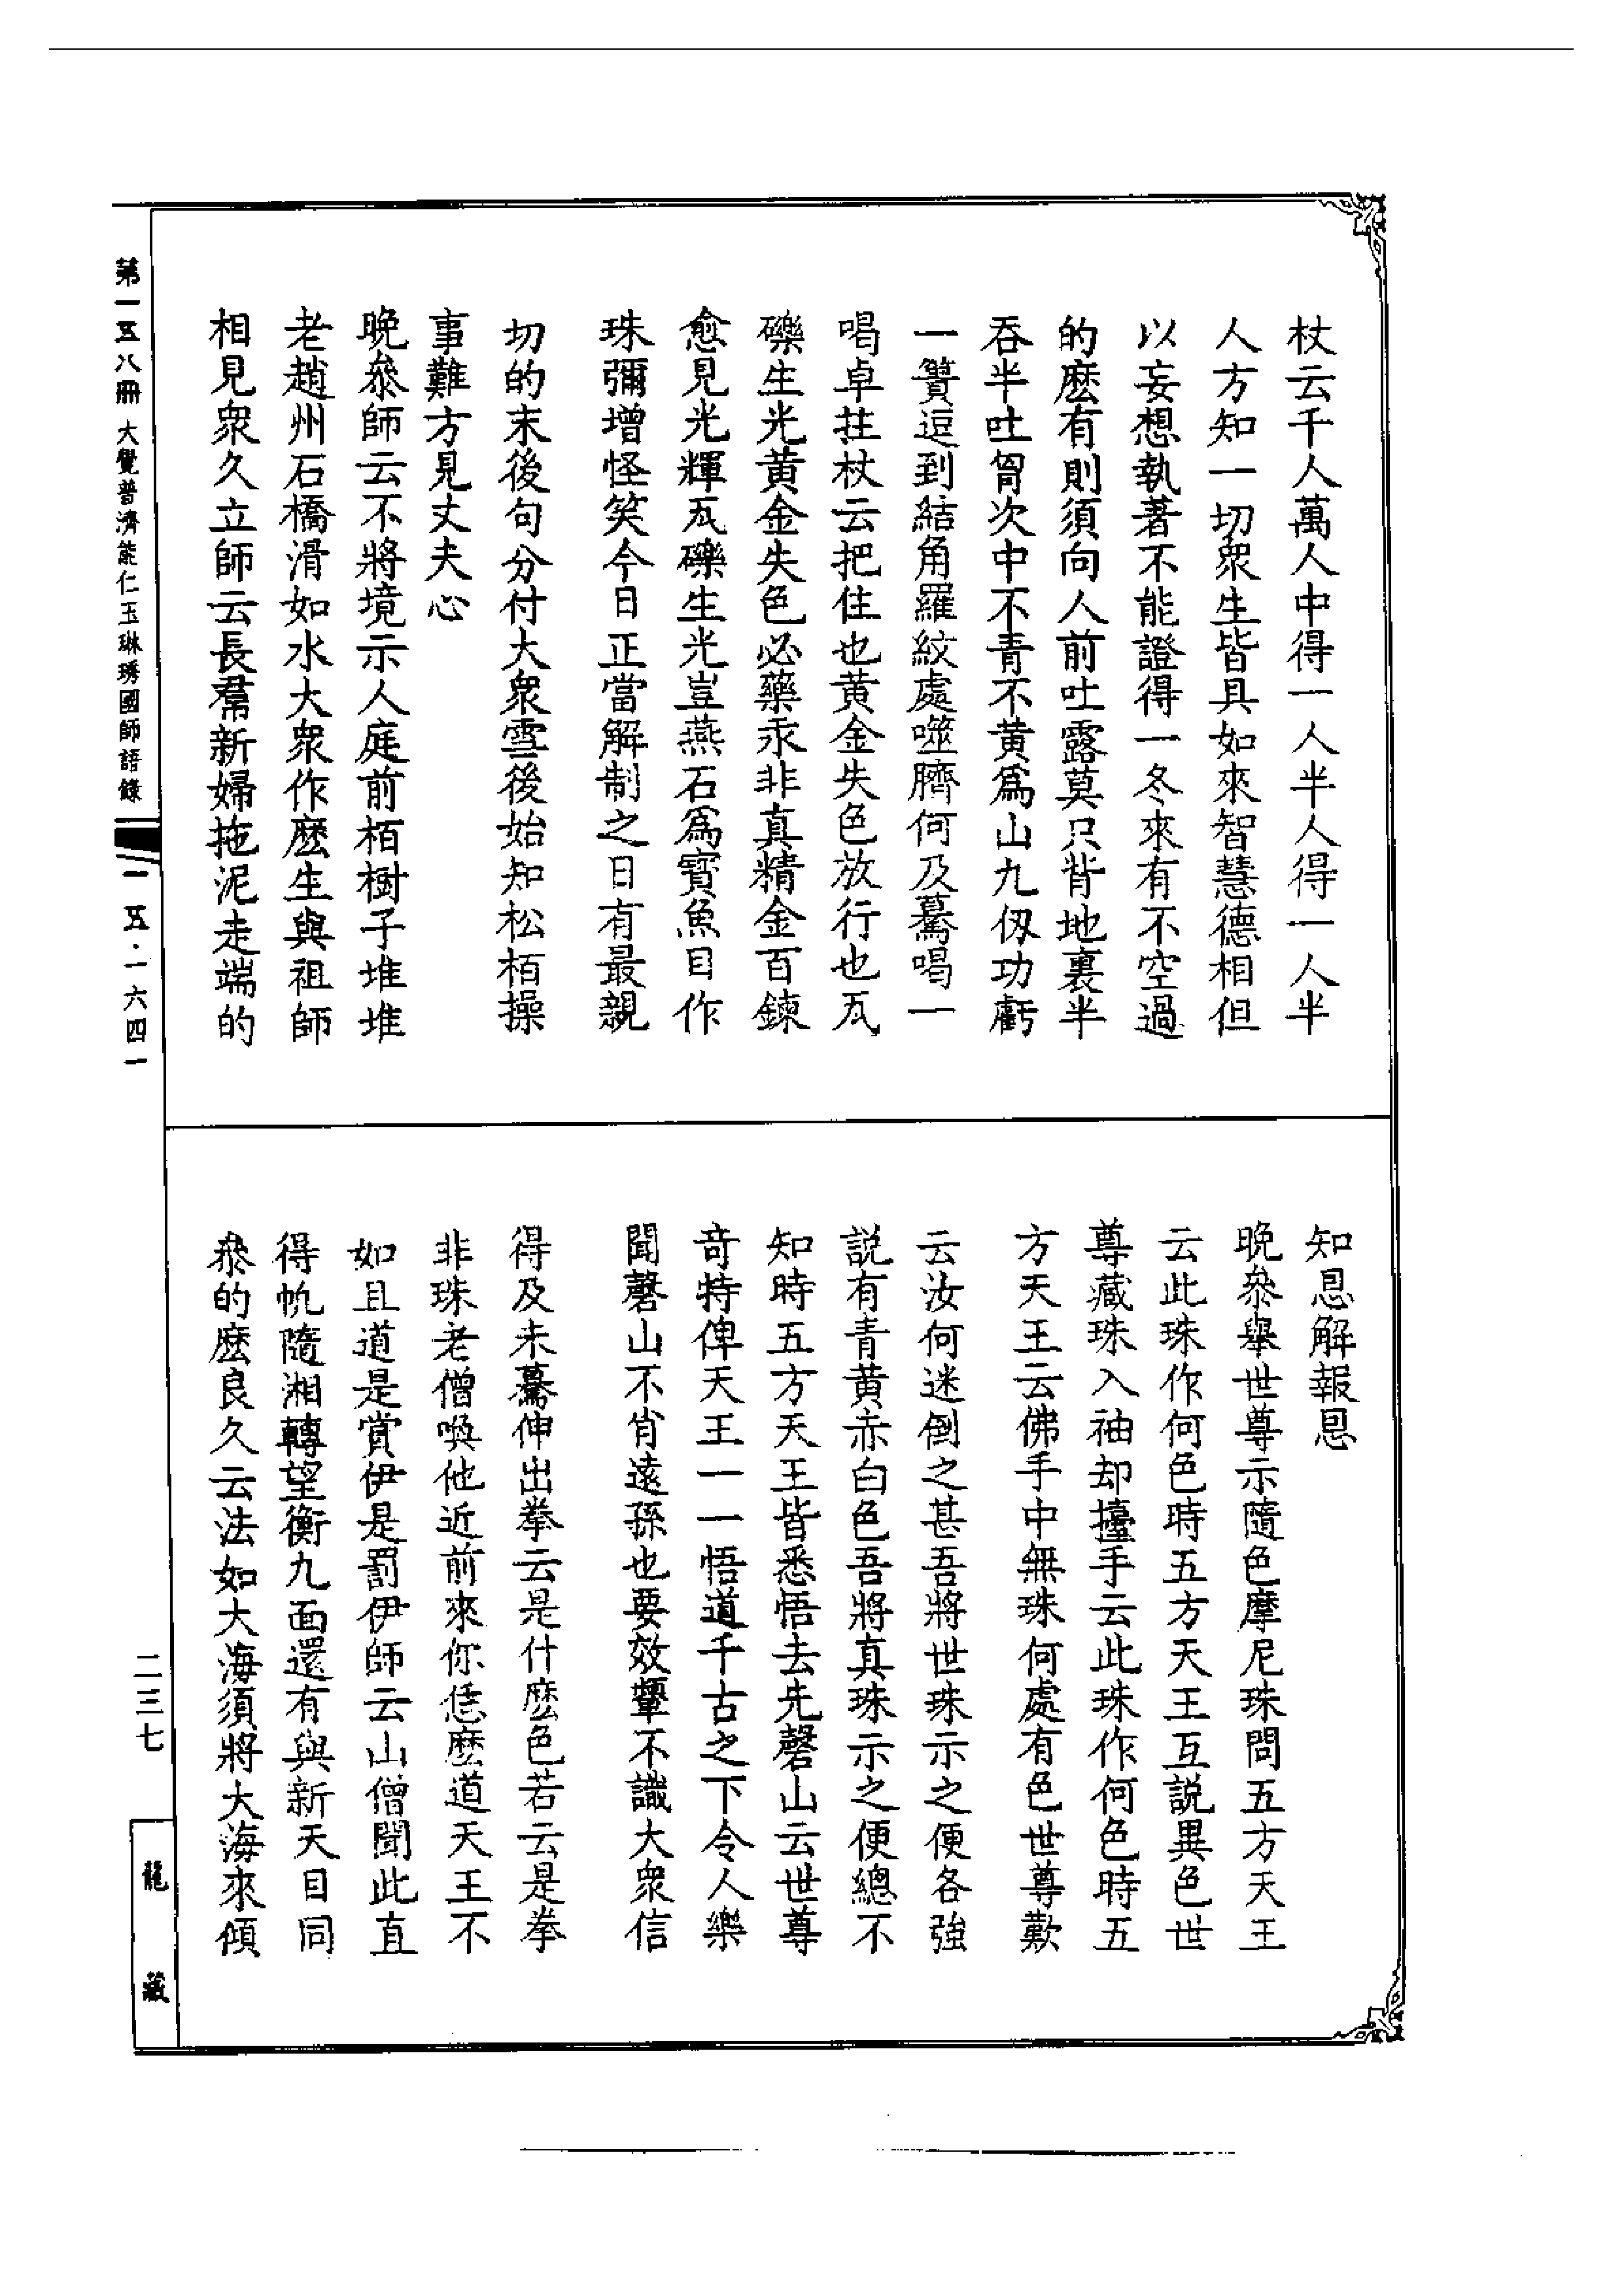 杖云千人萬人中得一人半人得一人半
人方知一切衆生皆具如來智慧德相但
以妄想執著不能證得一冬來有不空過
的麽有則須向人前吐露莫只背地裏半
吞半吐胷次中不青不黄爲山九仭功虧
一簣逗到結角羅紋處噬臍何及驀喝一
喝卓拄杖云把住也黄金失色放行也瓦
礫生光黄金失色必藥汞非真精金百鍊
愈見光輝瓦礫生光豈燕石爲寳魚目作
珠彌增怪笑今日正當解制之日有最親
切的末後句分付大衆雪後始知松栢操
事難方見丈夫心
晚叅師云不將境示人庭前栢樹子堆堆
老趙州石橋滑如水大衆作麽生與祖師
相見衆久立師云長帬新婦拖泥走端的
知恩解報恩
晚叅舉世尊示隨色摩尼珠問五方天王
云此珠作何色時五方天王互説異色世
尊藏珠入袖却擡手云此珠作何色時五
方天王云佛手中無珠何處有色世尊歎
云汝何迷倒之甚吾將世珠示之便各強
説有青黄赤白色吾將真珠示之便總不
知時五方天王皆悉悟去先磬山云世尊
竒特俾天王一一悟道千古之下令人樂
聞磬山不肖遠孫也要效顰不識大衆信
得及未驀伸出拳云是什麽色若云是拳
非珠老僧喚他近前來你恁麽道天王不
如且道是賞伊是罰伊師云山僧聞此直
得帆隨湘轉望衡九面還有與新天目同
叅的麽良久云法如大海須將大海來傾
第一五八冊 大覺普濟能仁玉琳琇國師語錄
一五·一六四一
二三七
龍藏